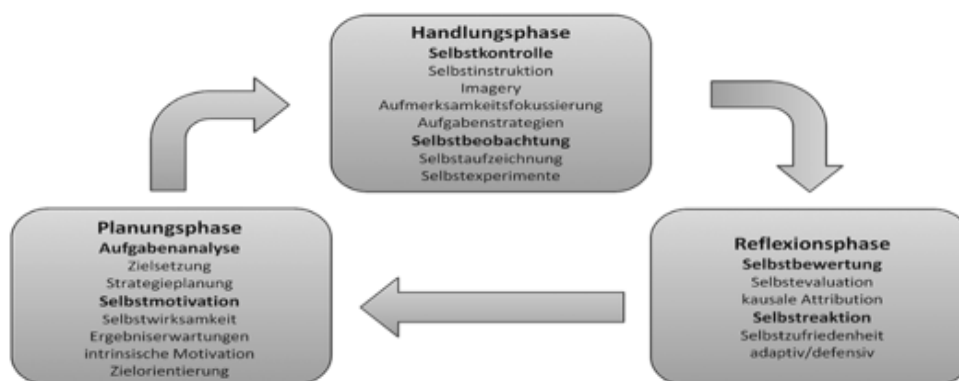 Handlungsphase
Selbstkontrolle
Selbstinstruktion
Imagery
Aufmerksamkeitsfokussierung
Aufgabenstrategien
Selbstbeobachtung
Selbstaufzeichnung
Selbstexperimente
Planungsphase
Aufgabenanalyse
Zielsetzung
Strategieplanung
Selbstmotivation
Selbstwirksamkeit
Ergebniserwartungen
intrinsische Motivation
Zielorientierung
Reflexionsphase
Selbstbewertung
Selbstevaluation
kausale Attribution
Selbstreaktion
Selbstzufriedenheit
adaptiv/defensiv